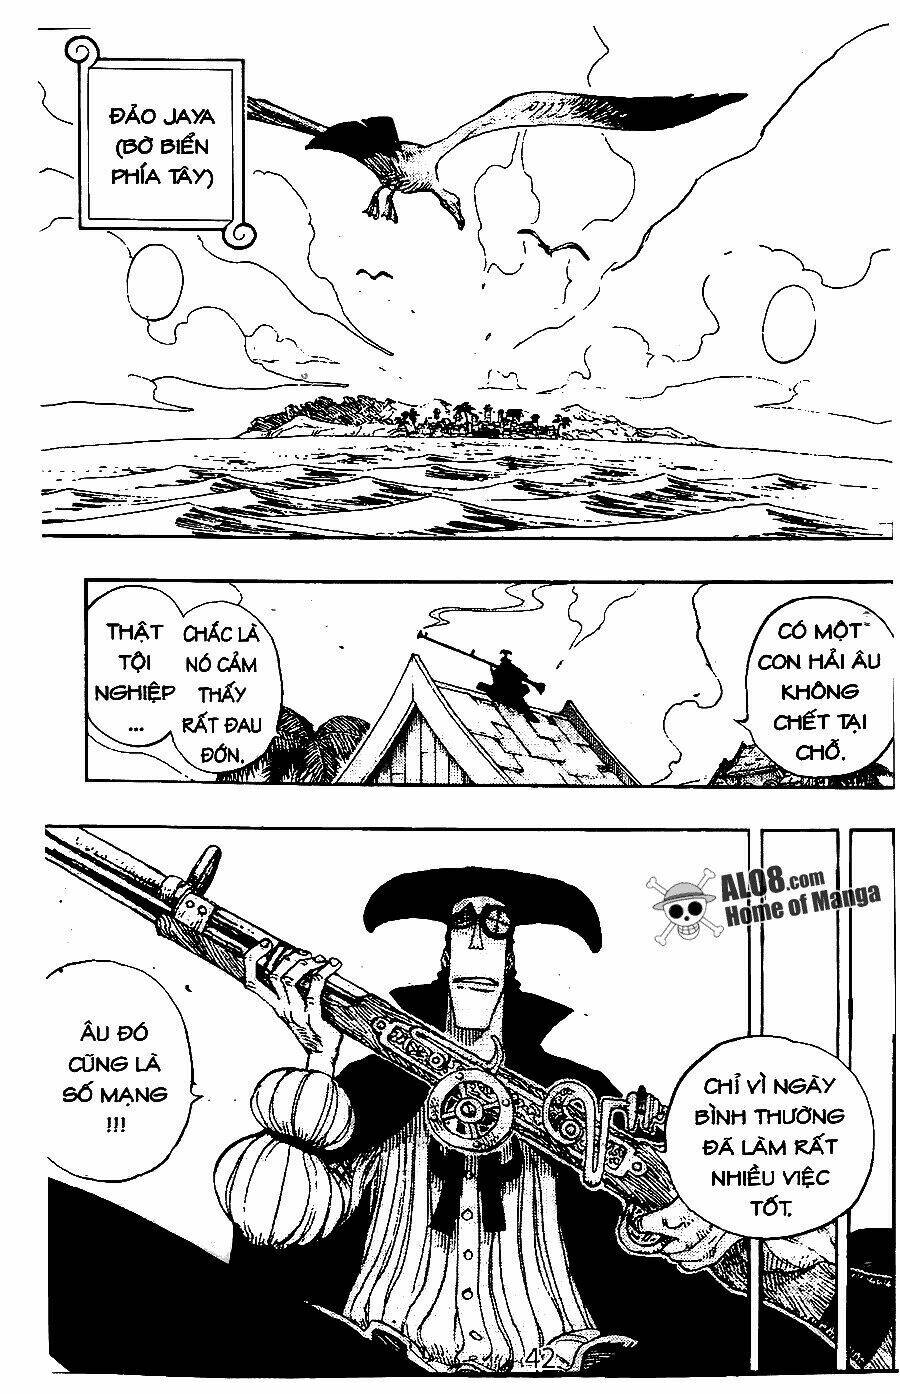 ĐẢO JAYA
(BỜ BIỂN
PHÍA TÂY)
CÓ MỘT
CON HẢI ÂU
KHÔNG
CHẾT TẠI
CHỖ.
CHẮC LÀ
NÓ CẢM
THẤY
RẤT ĐAU
ĐỚN.
THẬT
TỘI
NGHIỆP
...
AL08.com
Home of Manga
CHỈ VÌ NGÀY
BÌNH THƯỜNG
ĐÃ LÀM RẤT
NHIỀU VIỆC
TỐT.
ÂU ĐÓ
CŨNG LÀ
SỐ MẠNG
!!!
42